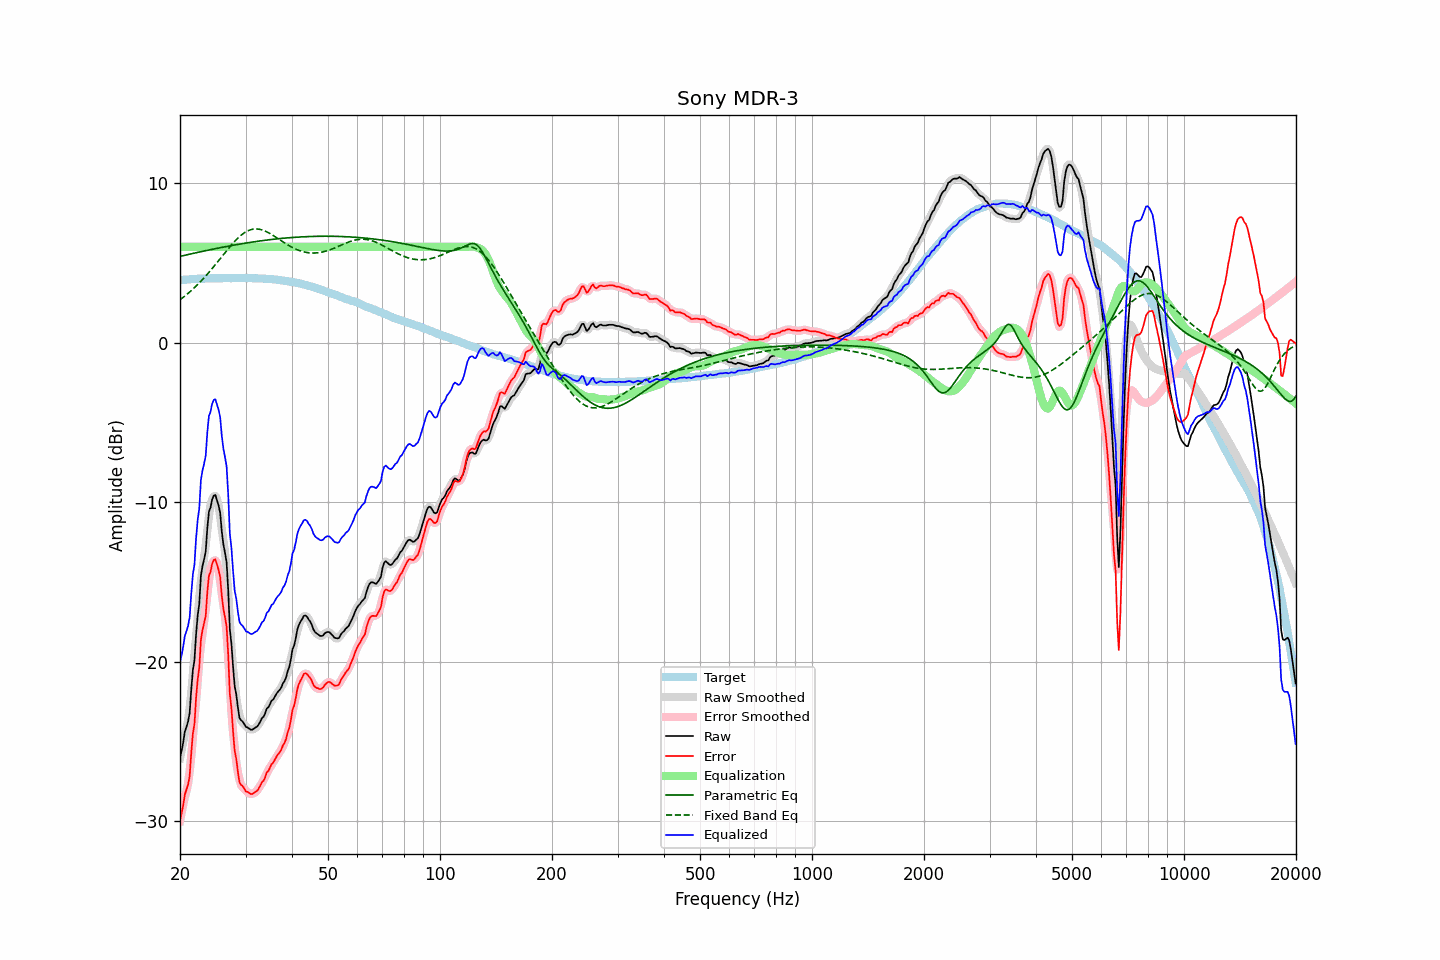 Sony MDR-3
Amplitude (dBr)
10
0
−10
−20
−30
Target
Raw Smoothed
Error Smoothed
Raw
Error
Equalization
Parametric Eq
Fixed Band Eq
Equalized
20 50 100 200 500 1000 2000 5000 10000 20000
Frequency (Hz)